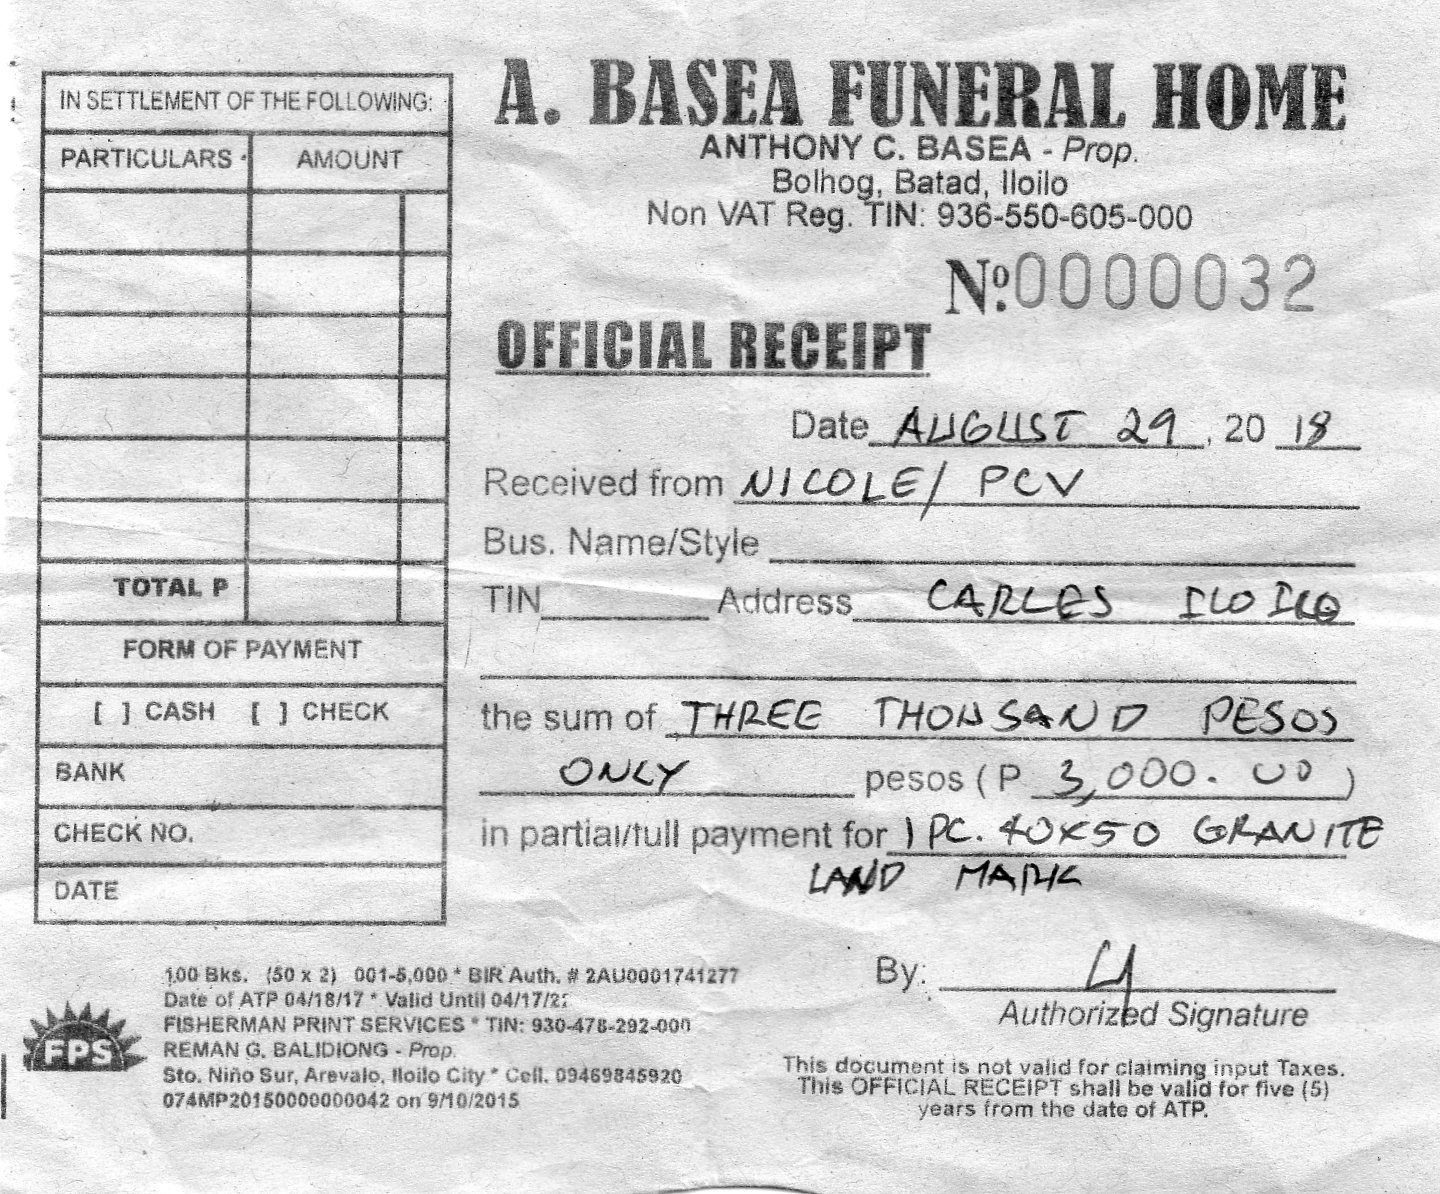 IN SETTLEMENT OF THE FOLLOWING:
PARTICULARS AMOUNT
TOTAL P
FORM OF PAYMENT
[ ] CASH [ ] CHECK
BANK
CHECK NO.
DATE
A. BASEA FUNERAL HOME
ANTHONY C. BASEA - Prop.
Bolhog, Batad, Iloilo
Non VAT Reg. TIN: 936-550-605-000
Nº 0000032
OFFICIAL RECEIPT
Date AUGUST 29, 20 18
Received from NICOLE/ PCV
Bus. Name/Style
TIN Address CARLES ILOILO
the sum of THREE THOUSAND PESOS
ONLY pesos ( P 3,000.00 )
in partial/full payment for 1 PC. 40x50 GRANITE
LAND MARK
By:
Authorized Signature
100 Bks. (50 x 2) 001-5,000 * BIR Auth. # 2AU0001741277
Date of ATP 04/18/17 * Valid Until 04/17/22
FISHERMAN PRINT SERVICES * TIN: 930-478-292-000
REMAN G. BALIDIONG - Prop.
Sto. Niño Sur, Arevalo, Iloilo City * Cell. 09469845920
074MP20150000000042 on 9/10/2015
FPS
This document is not valid for claiming input Taxes.
This OFFICIAL RECEIPT shall be valid for five (5)
years from the date of ATP.